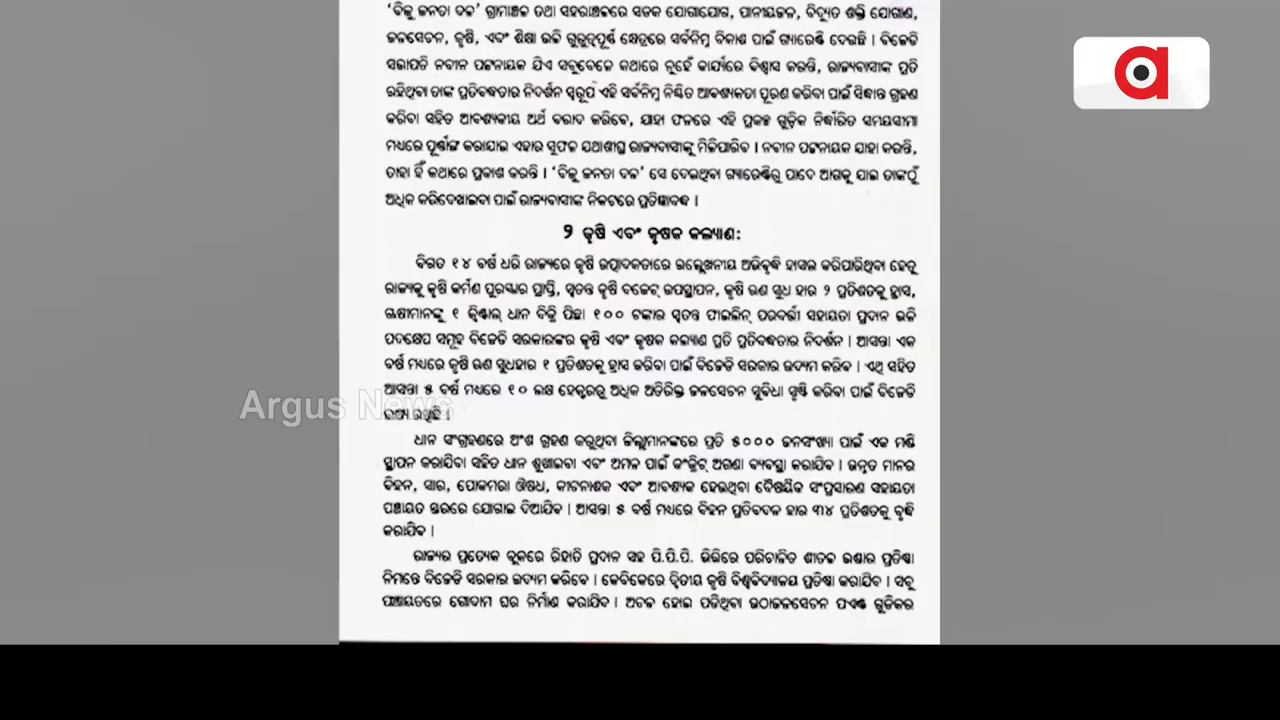 ‘ବିଜୁ ଜନତା ଦଳ’ ଗ୍ରାମାଞ୍ଚଳ ତଥା ସହରାଞ୍ଚଳରେ ସଡକ ଯୋଗାଯୋଗ, ପାନୀୟଜଳ, ବିଦ୍ୟୁତ ଶକ୍ତି ଯୋଗାଣ,
ଜଳସେଚନ, କୃଷି, ଏବଂ ଶିକ୍ଷା ଭଳି ଗୁରୁତ୍ୱପୂର୍ଣ୍ଣ କ୍ଷେତ୍ରରେ ସର୍ବନିମ୍ନ ବିକାଶ ପାଇଁ ଗ୍ୟାରେଣ୍ଟି ଦେଉଛି । ବିଜେଡି
ସଭାପତି ନବୀନ ପଟ୍ଟନାୟକ ଯିଏ ସବୁବେଳେ କଥାରେ ନୁହେଁ କାର୍ଯ୍ୟରେ ବିଶ୍ୱାସ କରନ୍ତି, ରାଜ୍ୟବାସୀଙ୍କ ପ୍ରତି
ରହିଥିବା ତାଙ୍କ ପ୍ରତିବଦ୍ଧତାର ନିଦର୍ଶନ ସ୍ୱରୂପ ଏହି ସର୍ବନିମ୍ନ ନିଶ୍ଚିତ ଆବଶ୍ୟକତା ପୂରଣ କରିବା ପାଇଁ ସିଦ୍ଧାନ୍ତ ଗ୍ରହଣ
କରିବା ସହିତ ଆବଶ୍ୟକୀୟ ଅର୍ଥ ବରାଦ କରିବେ, ଯାହା ଫଳରେ ଏହି ପ୍ରକଳ୍ପ ଗୁଡ଼ିକ ନିର୍ଦ୍ଧାରିତ ସମୟସୀମା
ମଧ୍ୟରେ ପୂର୍ଣ୍ଣାଙ୍ଗ କରାଯାଇ ଏହାର ସୁଫଳ ଯଥାଶୀଘ୍ର ରାଜ୍ୟବାସୀଙ୍କୁ ମିଳିପାରିବ । ନବୀନ ପଟ୍ଟନାୟକ ଯାହା କରନ୍ତି,
ତାହା ହିଁ କଥାରେ ପ୍ରକାଶ କରନ୍ତି । ‘ବିଜୁ ଜନତା ଦଳ’ ସେ ଦେଇଥିବା ଗ୍ୟାରେଣ୍ଟିରୁ ପାଦେ ଆଗକୁ ଯାଇ ତାଙ୍କଠୁଁ
ଅଧିକ କରିଦେଖାଇବା ପାଇଁ ରାଜ୍ୟବାସୀଙ୍କ ନିକଟରେ ପ୍ରତିଜ୍ଞାବଦ୍ଧ ।
୨ କୃଷି ଏବଂ କୃଷକ କଲ୍ୟାଣ:
ବିଗତ ୧୪ ବର୍ଷ ଧରି ରାଜ୍ୟରେ କୃଷି ଉତ୍ପାଦକତାରେ ଉଲ୍ଲେଖନୀୟ ଅଭିବୃଦ୍ଧି ହାସଲ କରିପାରିଥିବା ହେତୁ
ରାଜ୍ୟକୁ କୃଷି କର୍ମଣ ପୁରସ୍କାର ପ୍ରାପ୍ତି, ସ୍ୱତନ୍ତ୍ର କୃଷି ବଜେଟ୍ ଉପସ୍ଥାପନ, କୃଷି ଋଣ ସୁଧ ହାର ୨ ପ୍ରତିଶତକୁ ହ୍ରାସ,
ଚାଷୀମାନଙ୍କୁ ୧ କ୍ୱିଣ୍ଟାଲ୍ ଧାନ ବିକ୍ରି ପିଛା ୧୦୦ ଟଙ୍କାର ସ୍ୱତନ୍ତ୍ର ଫାଇଲିନ୍ ପରବର୍ତ୍ତୀ ସହାୟତା ପ୍ରଦାନ ଭଳି
ପଦକ୍ଷେପ ସମୂହ ବିଜେଡି ସରକାରଙ୍କର କୃଷି ଏବଂ କୃଷକ କଲ୍ୟାଣ ପ୍ରତି ପ୍ରତିବଦ୍ଧତାର ନିଦର୍ଶନ । ଆସନ୍ତା ଏକ
ବର୍ଷ ମଧ୍ୟରେ କୃଷି ଋଣ ସୁଧହାର ୧ ପ୍ରତିଶତକୁ ହ୍ରାସ କରିବା ପାଇଁ ବିଜେଡି ସରକାର ଉଦ୍ୟମ କରିବ । ଏଥି ସହିତ
ଆସନ୍ତା ୫ ବର୍ଷ ମଧ୍ୟରେ ୧୦ ଲକ୍ଷ ହେକ୍ଟରରୁ ଅଧିକ ଅତିରିକ୍ତ ଜଳସେଚନ ସୁବିଧା ସୃଷ୍ଟି କରିବା ପାଇଁ ବିଜେଡି
ଲକ୍ଷ୍ୟ ରଖିଛି ।
ଧାନ ସଂଗ୍ରହଣରେ ଅଂଶ ଗ୍ରହଣ କରୁଥିବା ଜିଲ୍ଲାମାନଙ୍କରେ ପ୍ରତି ୫୦୦୦ ଜନସଂଖ୍ୟା ପାଇଁ ଏକ ମଣ୍ଡି
ସ୍ଥାପନ କରାଯିବା ସହିତ ଧାନ ଶୁଖାଇବା ଏବଂ ଅମଳ ପାଇଁ କଂକ୍ରିଟ୍ ଅଗଣା ବ୍ୟବସ୍ଥା କରାଯିବ । ଉନ୍ନତ ମାନର
ବିହନ, ସାର, ପୋକମରା ଔଷଧ, କୀଟନାଶକ ଏବଂ ଆବଶ୍ୟକ ହେଉଥିବା ବୈଷୟିକ ସଂପ୍ରସାରଣ ସହାୟତା
ପଞ୍ଚାୟତ ସ୍ତରରେ ଯୋଗାଇ ଦିଆଯିବ । ଆସନ୍ତା ୫ ବର୍ଷ ମଧ୍ୟରେ ବିହନ ପ୍ରତିବଦଳ ହାର ୩୪ ପ୍ରତିଶତକୁ ବୃଦ୍ଧି
କରାଯିବ ।
ରାଜ୍ୟର ପ୍ରତ୍ୟେକ ବ୍ଲକରେ ରିହାତି ପ୍ରଦାନ ସହ ପି.ପି.ପି. ଭିତ୍ତିରେ ପରିଚାଳିତ ଶୀତଳ ଭଣ୍ଡାର ପ୍ରତିଷ୍ଠା
ନିମନ୍ତେ ବିଜେଡି ସରକାର ଉଦ୍ୟମ କରିବେ । କେବିକେରେ ଦ୍ୱିତୀୟ କୃଷି ବିଶ୍ୱବିଦ୍ୟାଳୟ ପ୍ରତିଷ୍ଠା କରାଯିବ । ସବୁ
ପଞ୍ଚାୟତରେ ଗୋଦାମ ଘର ନିର୍ମାଣ କରାଯିବ । ଅଚଳ ହୋଇ ପଡିଥିବା ଉଠାଜଳସେଚନ ପଏଣ୍ଟ ଗୁଡିକର
Argus News